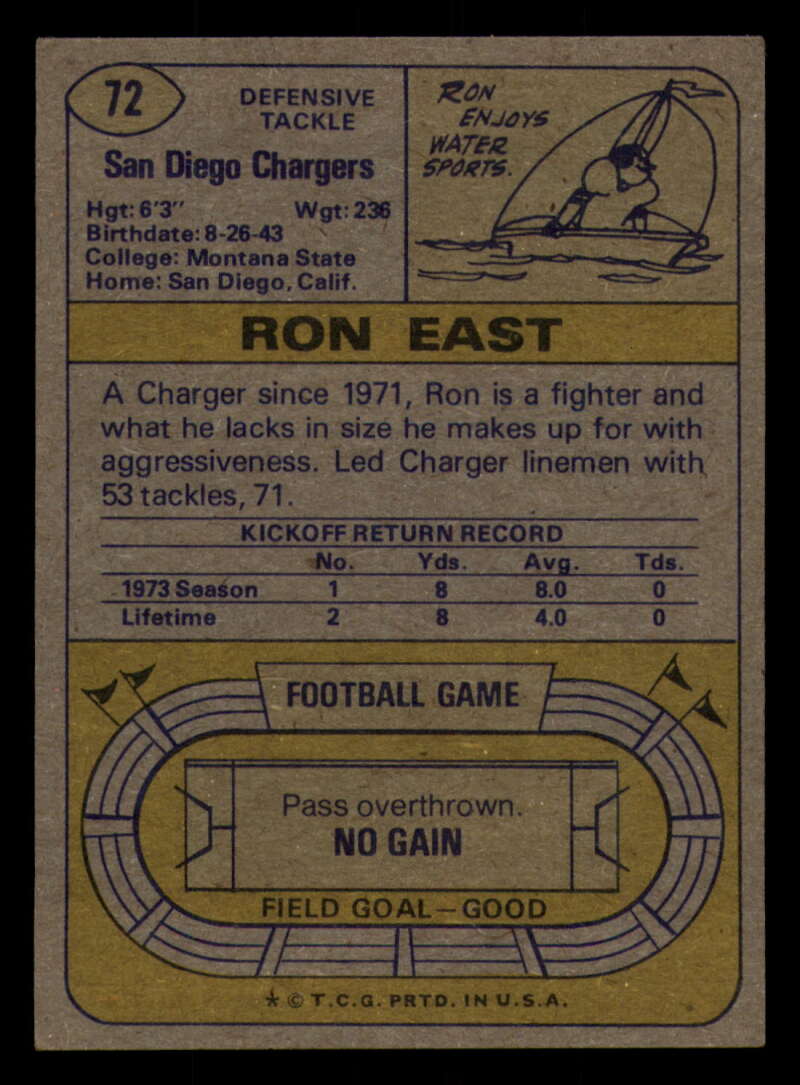 72
DEFENSIVE
TACKLE
San Diego Chargers
Hgt: 6'3" Wgt: 236
Birthdate: 8-26-43
College: Montana State
Home: San Diego, Calif.
RON
ENJOYS
WATER
SPORTS.
RON EAST
A Charger since 1971, Ron is a fighter and
what he lacks in size he makes up for with
aggressiveness. Led Charger linemen with
53 tackles, 71.
KICKOFF RETURN RECORD
No. Yds. Avg. Tds.
1973 Season 1 8 8.0 0
Lifetime 2 8 4.0 0
FOOTBALL GAME
Pass overthrown.
NO GAIN
FIELD GOAL—GOOD
★ © T.C.G. PRTD. IN U.S.A.